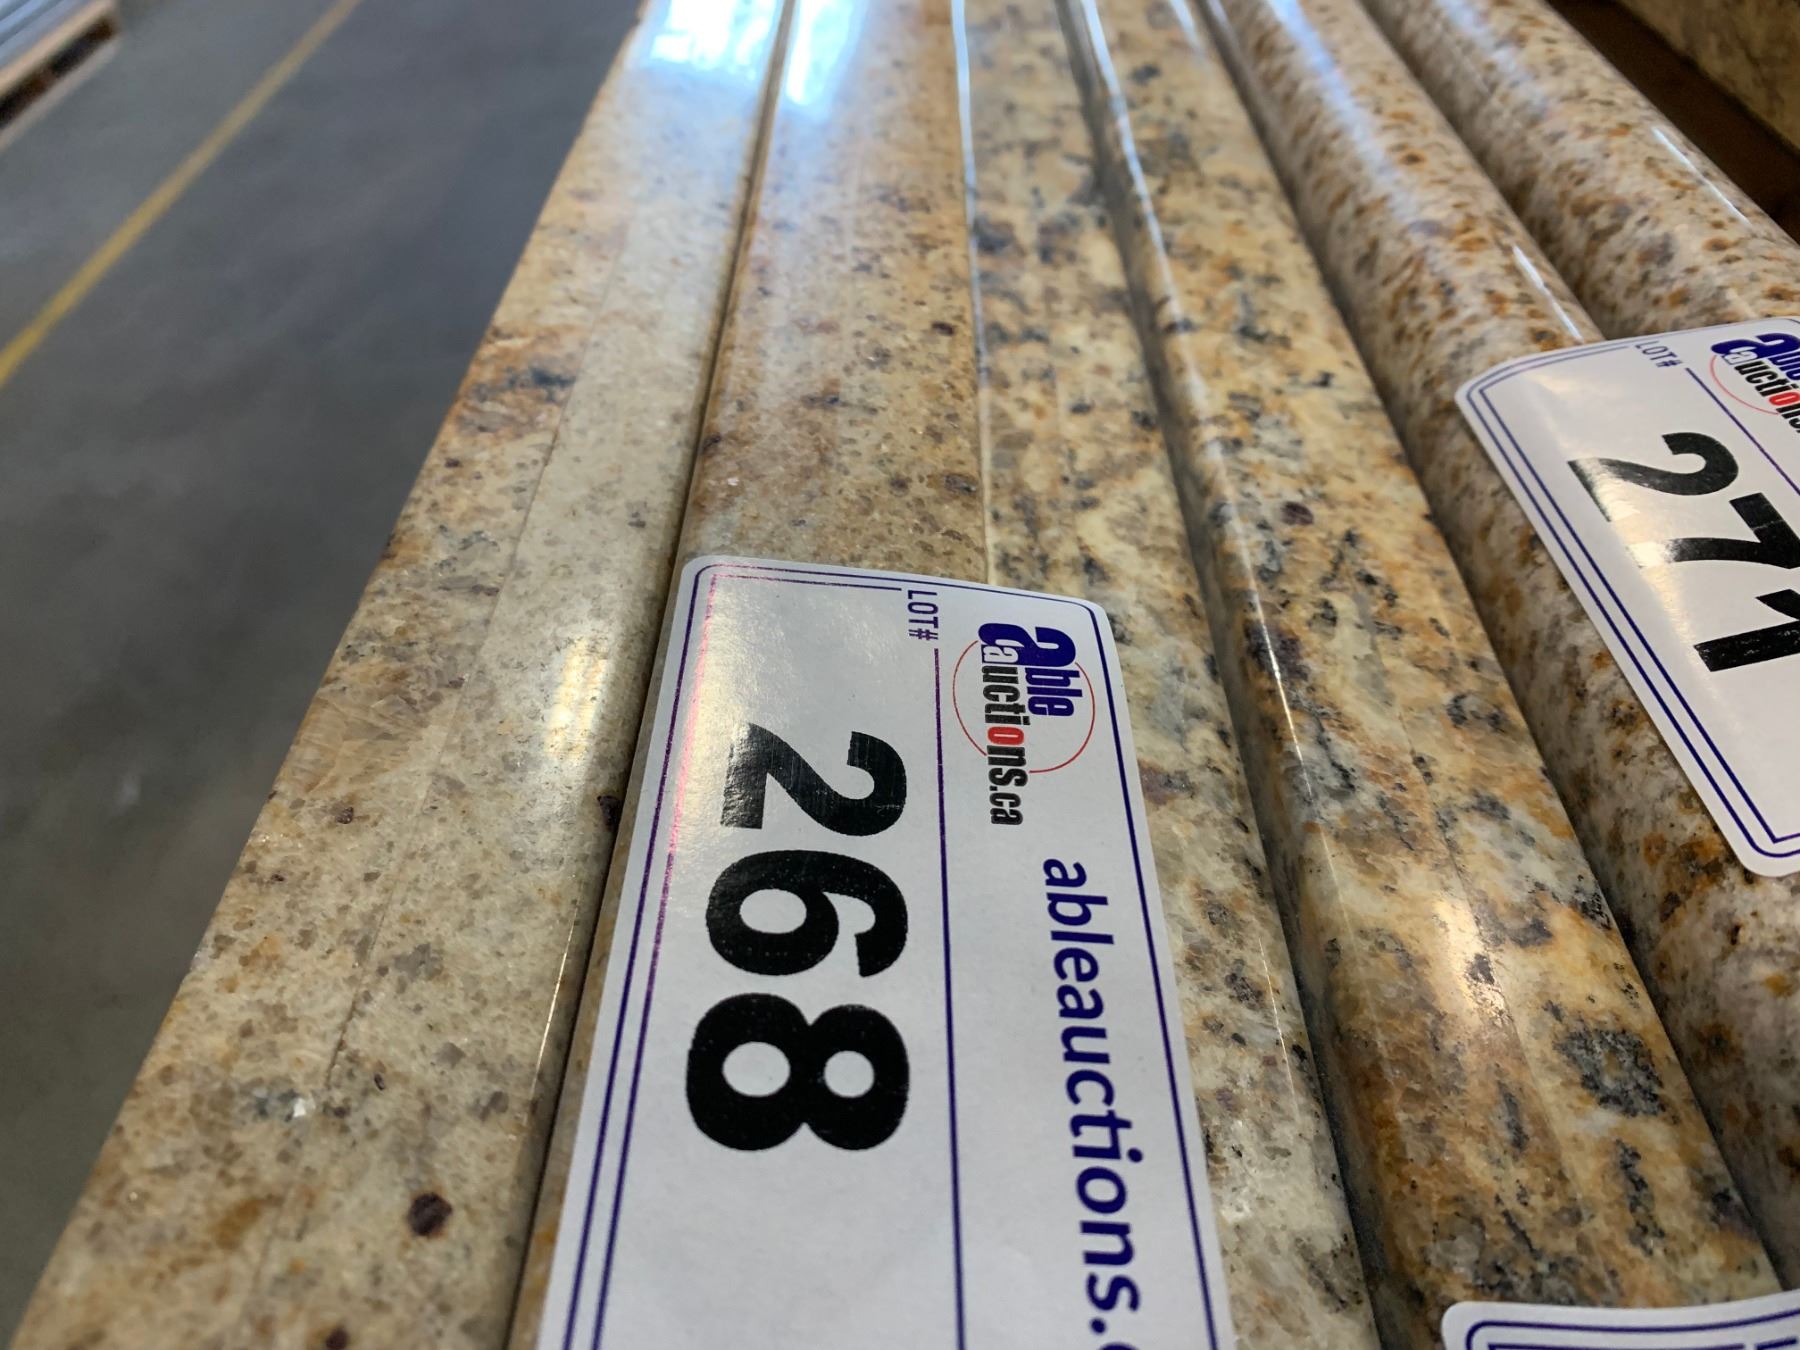 LOT#
able
auctions.ca
268
ableauctions.
LOT#
able
auctions
271